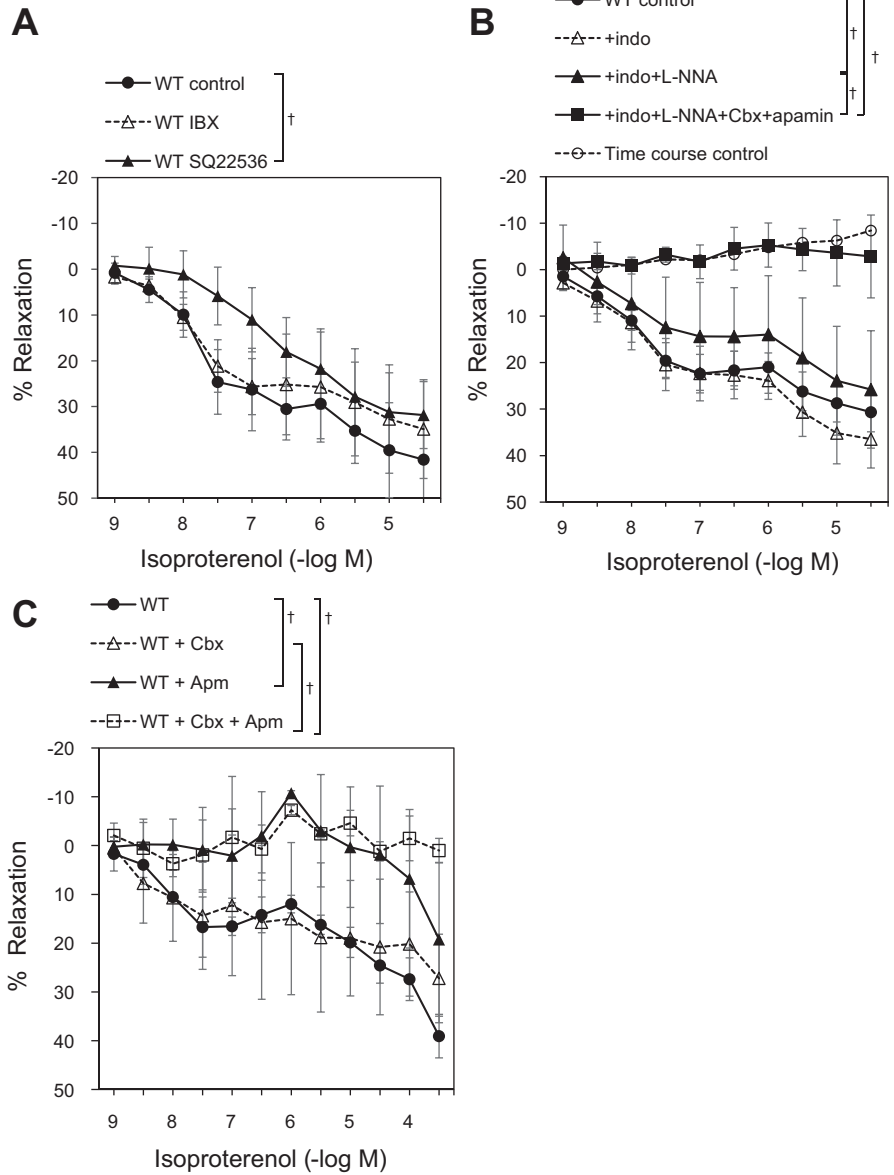 A
WT control
WT IBX
†
WT SQ22536
-20
-10
0
10
20
30
40
50
% Relaxation
9 8 7 6 5
Isoproterenol (-log M)
B
WT control
+indo
†
†
+indo+L-NNA
†
+indo+L-NNA+Cbx+apamin
Time course control
-20
-10
0
10
20
30
40
50
% Relaxation
9 8 7 6 5
Isoproterenol (-log M)
C
WT
†
†
WT + Cbx
WT + Apm
†
WT + Cbx + Apm
-20
-10
0
10
20
30
40
50
% Relaxation
9 8 7 6 5 4
Isoproterenol (-log M)